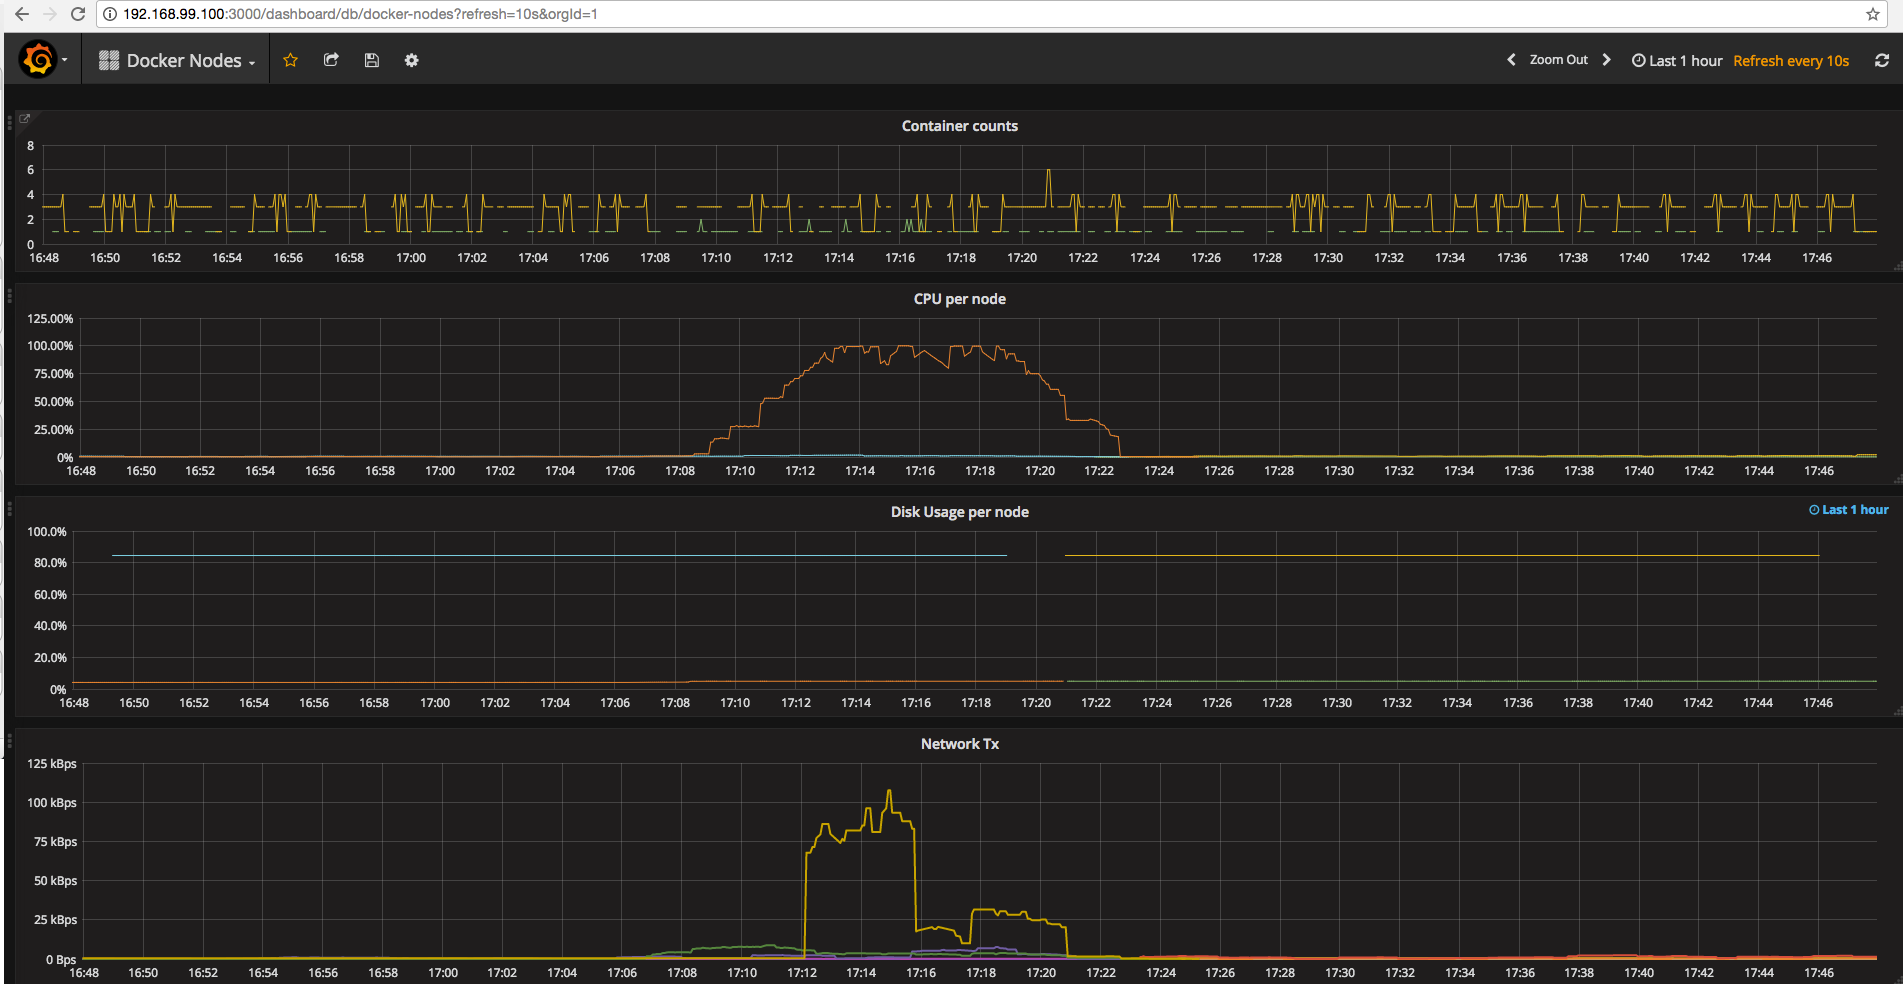 192.168.99.100:3000/dashboard/db/docker-nodes?refresh=10s&orgId=1
Docker Nodes
Zoom Out
Last 1 hour
Refresh every 10s
Container counts
8
6
4
2
0
16:48 16:50 16:52 16:54 16:56 16:58 17:00 17:02 17:04 17:06 17:08 17:10 17:12 17:14 17:16 17:18 17:20 17:22 17:24 17:26 17:28 17:30 17:32 17:34 17:36 17:38 17:40 17:42 17:44 17:46
CPU per node
125.00%
100.00%
75.00%
50.00%
25.00%
0%
16:48 16:50 16:52 16:54 16:56 16:58 17:00 17:02 17:04 17:06 17:08 17:10 17:12 17:14 17:16 17:18 17:20 17:22 17:24 17:26 17:28 17:30 17:32 17:34 17:36 17:38 17:40 17:42 17:44 17:46
Disk Usage per node
Last 1 hour
100.0%
80.0%
60.0%
40.0%
20.0%
0%
16:48 16:50 16:52 16:54 16:56 16:58 17:00 17:02 17:04 17:06 17:08 17:10 17:12 17:14 17:16 17:18 17:20 17:22 17:24 17:26 17:28 17:30 17:32 17:34 17:36 17:38 17:40 17:42 17:44 17:46
Network Tx
125 kBps
100 kBps
75 kBps
50 kBps
25 kBps
0 Bps
16:48 16:50 16:52 16:54 16:56 16:58 17:00 17:02 17:04 17:06 17:08 17:10 17:12 17:14 17:16 17:18 17:20 17:22 17:24 17:26 17:28 17:30 17:32 17:34 17:36 17:38 17:40 17:42 17:44 17:46